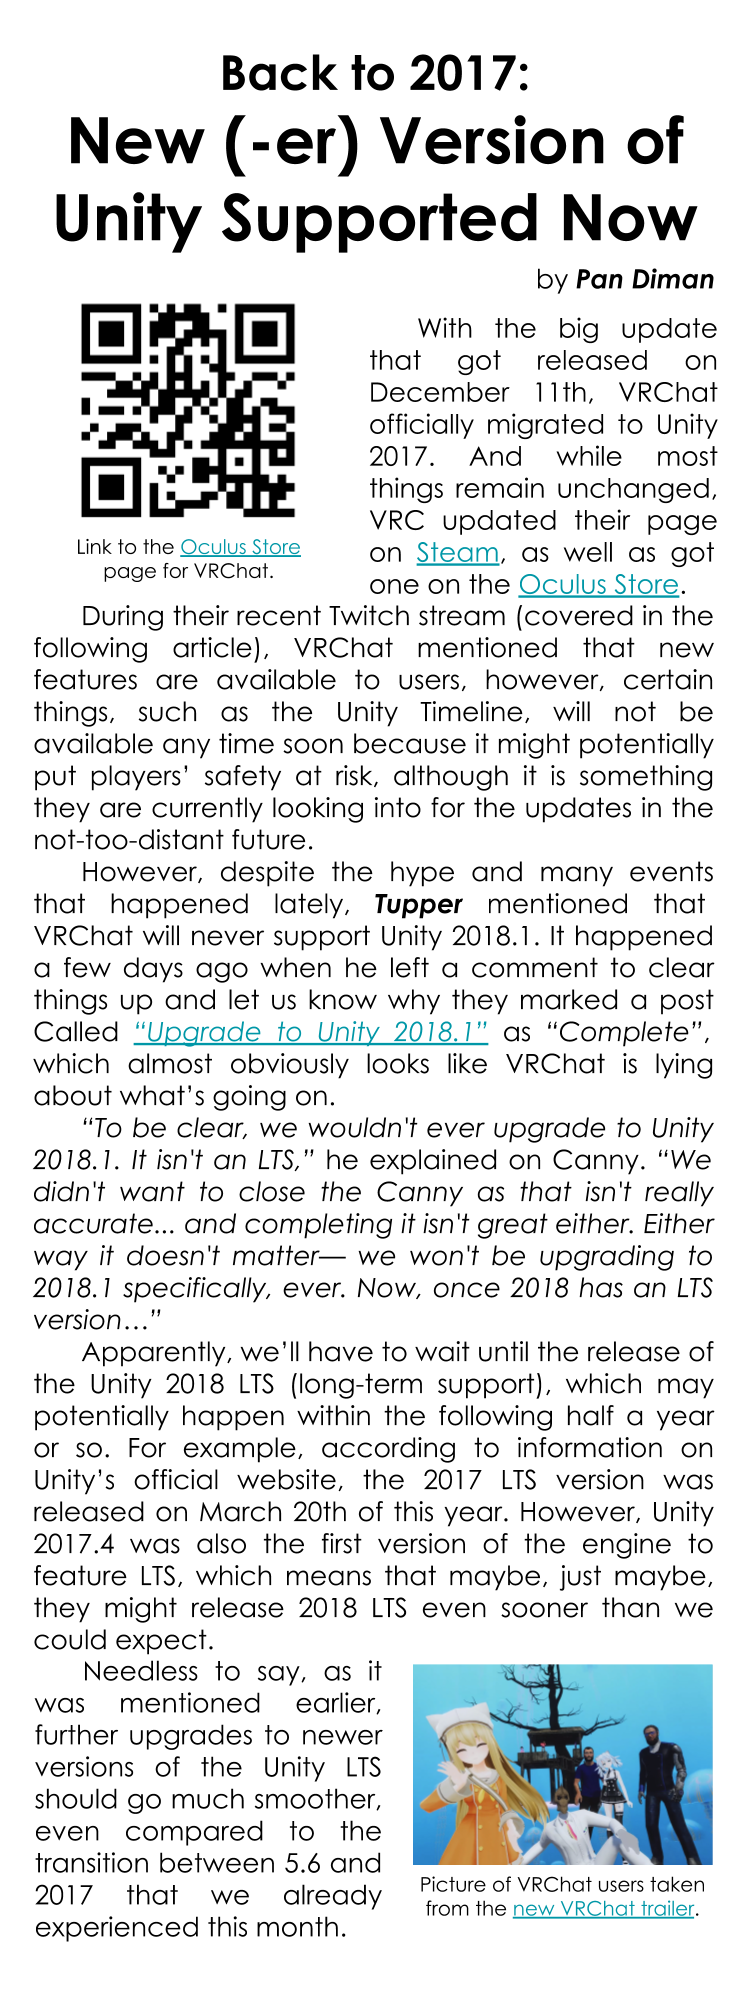 Back to 2017:
New (-er) Version of
Unity Supported Now
by Pan Diman
Link to the Oculus Store
page for VRChat.
With the big update
that got released on
December 11th, VRChat
officially migrated to Unity
2017. And while most
things remain unchanged,
VRC updated their page
on Steam, as well as got
one on the Oculus Store.
During their recent Twitch stream (covered in the
following article), VRChat mentioned that new
features are available to users, however, certain
things, such as the Unity Timeline, will not be
available any time soon because it might potentially
put players’ safety at risk, although it is something
they are currently looking into for the updates in the
not-too-distant future.
However, despite the hype and many events
that happened lately, Tupper mentioned that
VRChat will never support Unity 2018.1. It happened
a few days ago when he left a comment to clear
things up and let us know why they marked a post
Called “Upgrade to Unity 2018.1” as “Complete”,
which almost obviously looks like VRChat is lying
about what’s going on.
“To be clear, we wouldn't ever upgrade to Unity
2018.1. It isn't an LTS,” he explained on Canny. “We
didn't want to close the Canny as that isn't really
accurate... and completing it isn't great either. Either
way it doesn't matter— we won't be upgrading to
2018.1 specifically, ever. Now, once 2018 has an LTS
version…”
Apparently, we’ll have to wait until the release of
the Unity 2018 LTS (long-term support), which may
potentially happen within the following half a year
or so. For example, according to information on
Unity’s official website, the 2017 LTS version was
released on March 20th of this year. However, Unity
2017.4 was also the first version of the engine to
feature LTS, which means that maybe, just maybe,
they might release 2018 LTS even sooner than we
could expect.
Needless to say, as it
was mentioned earlier,
further upgrades to newer
versions of the Unity LTS
should go much smoother,
even compared to the
transition between 5.6 and
2017 that we already
experienced this month.
Picture of VRChat users taken
from the new VRChat trailer.